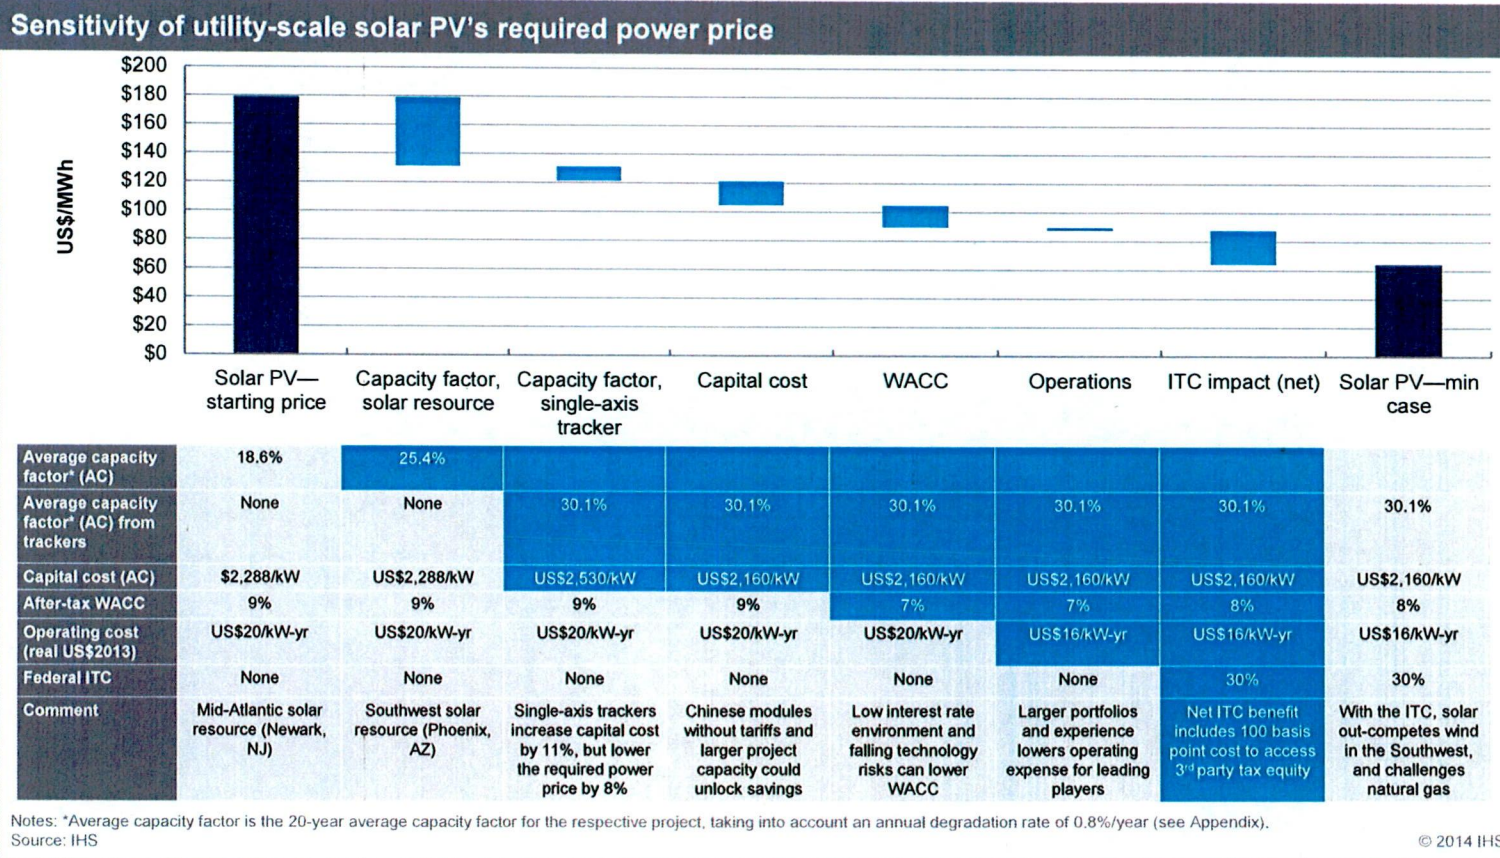 Sensitivity of utility-scale solar PV's required power price
US$/MWh
$200
$180
$160
$140
$120
$100
$80
$60
$40
$20
$0
Solar PV—
starting price
Capacity factor,
solar resource
Capacity factor,
single-axis
tracker
Capital cost
WACC
Operations
ITC impact (net)
Solar PV—min
case
Average capacity
factor* (AC)
18.6%
25.4%
Average capacity
factor* (AC) from
trackers
None
None
30.1%
30.1%
30.1%
30.1%
30.1%
30.1%
Capital cost (AC)
$2,288/kW
US$2,288/kW
US$2,530/kW
US$2,160/kW
US$2,160/kW
US$2,160/kW
US$2,160/kW
US$2,160/kW
After-tax WACC
9%
9%
9%
9%
7%
7%
8%
8%
Operating cost
(real US$2013)
US$20/kW-yr
US$20/kW-yr
US$20/kW-yr
US$20/kW-yr
US$20/kW-yr
US$16/kW-yr
US$16/kW-yr
US$16/kW-yr
Federal ITC
None
None
None
None
None
None
30%
30%
Comment
Mid-Atlantic solar
resource (Newark,
NJ)
Southwest solar
resource (Phoenix,
AZ)
Single-axis trackers
increase capital cost
by 11%, but lower
the required power
price by 8%
Chinese modules
without tariffs and
larger project
capacity could
unlock savings
Low interest rate
environment and
falling technology
risks can lower
WACC
Larger portfolios
and experience
lowers operating
expense for leading
players
Net ITC benefit
includes 100 basis
point cost to access
3rd party tax equity
With the ITC, solar
out-competes wind
in the Southwest,
and challenges
natural gas
Notes: *Average capacity factor is the 20-year average capacity factor for the respective project, taking into account an annual degradation rate of 0.8%/year (see Appendix).
Source: IHS
© 2014 IHS